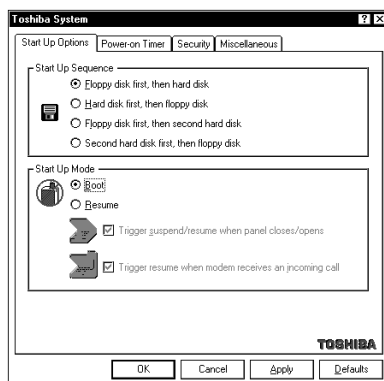 Toshiba System
Start Up Options Power-on Timer Security Miscellaneous
Start Up Sequence
Floppy disk first, then hard disk
Hard disk first, then floppy disk
Floppy disk first, then second hard disk
Second hard disk first, then floppy disk
Start Up Mode
Boot
Resume
Trigger suspend/resume when panel closes/opens
Trigger resume when modem receives an incoming call
TOSHIBA
OK Cancel Apply Defaults